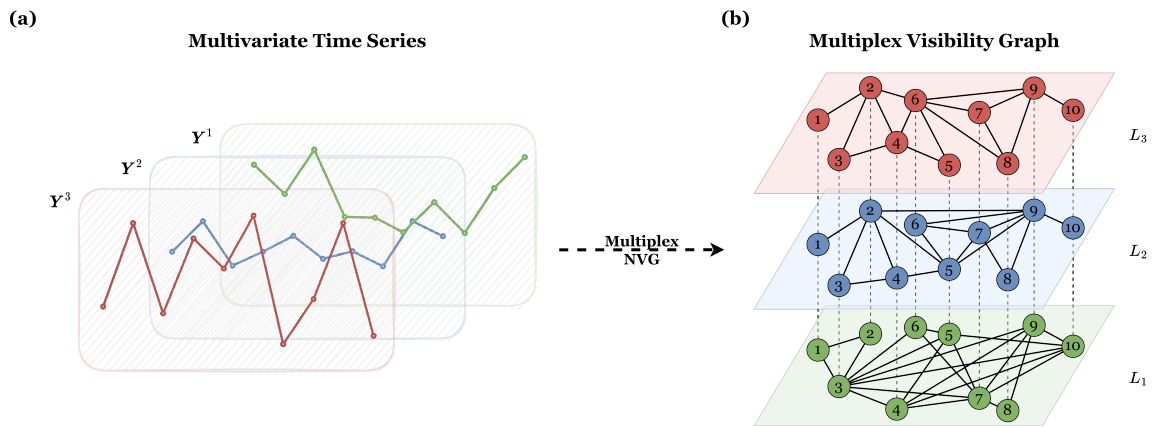 (a)
Multivariate Time Series
Y¹
Y²
Y³
Multiplex
NVG
(b)
Multiplex Visibility Graph
1
2
3
4
5
6
7
8
9
10
L₃
1
2
3
4
5
6
7
8
9
10
L₂
1
2
3
4
5
6
7
8
9
10
L₁